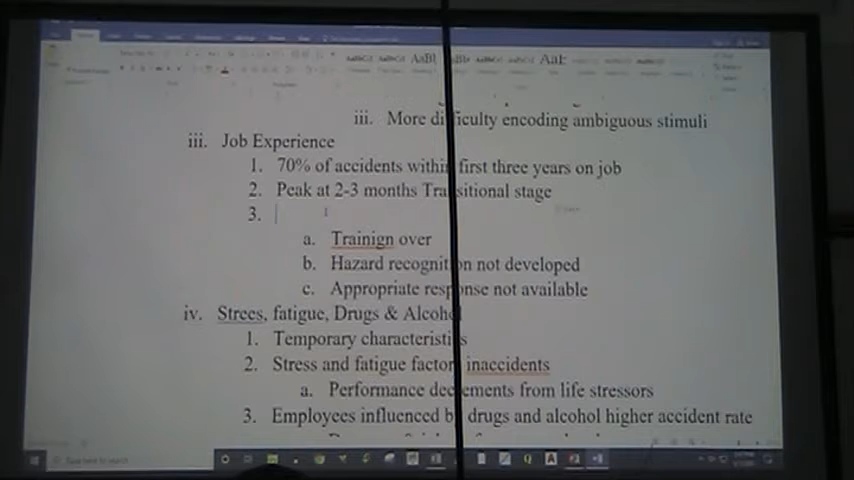 iii. More difficulty encoding ambiguous stimuli
iii. Job Experience
1. 70% of accidents within first three years on job
2. Peak at 2-3 months Transitional stage
3.
a. Trainign over
b. Hazard recognition not developed
c. Appropriate response not available
iv. Strees, fatigue, Drugs & Alcohol
1. Temporary characteristics
2. Stress and fatigue factors inaccidents
a. Performance decrements from life stressors
3. Employees influenced by drugs and alcohol higher accident rate